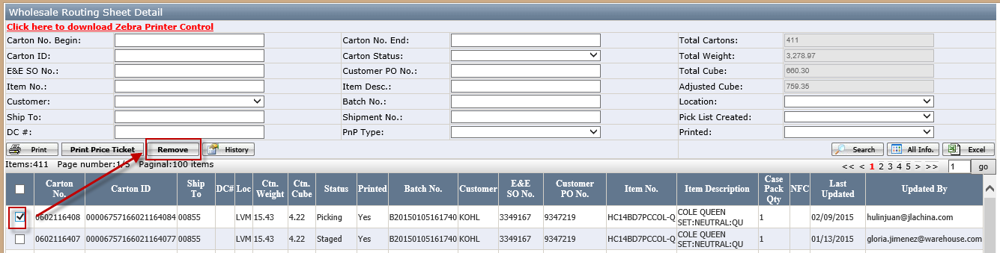 Wholesale Routing Sheet Detail
Click here to download Zebra Printer Control
Carton No. Begin: Carton No. End: Total Cartons: 411
Carton ID: Carton Status: Total Weight: 3,278.97
E&E SO No.: Customer PO No.: Total Cube: 660.30
Item No.: Item Desc.: Adjusted Cube: 759.35
Customer: Batch No.: Location:
Ship To: Shipment No.: Pick List Created:
DC #: PnP Type: Printed:
Print Print Price Ticket Remove History Search All Info. Excel
Items:411 Page number:1/5 Paginal:100 items << < 1 2 3 4 5 > >> 1 go
Carton No. Carton ID Ship To DC# Loc Ctn. Weight Ctn. Cube Status Printed Batch No. Customer E&E SO No. Customer PO No. Item No. Item Description Case Pack Qty NFC Last Updated Updated By
0602116408 00006757166021164084 00855 LVM 15.43 4.22 Picking Yes B20150105161740 KOHL 3349167 9347219 HC14BD7PCCOL-Q COLE QUEEN SET:NEUTRAL:QU 1 02/09/2015 hulinjuan@jlachina.com
0602116407 00006757166021164077 00855 LVM 15.43 4.22 Staged Yes B20150105161740 KOHL 3349167 9347219 HC14BD7PCCOL-Q COLE QUEEN SET:NEUTRAL:QU 1 01/13/2015 gloria.jimenez@warehouse.com